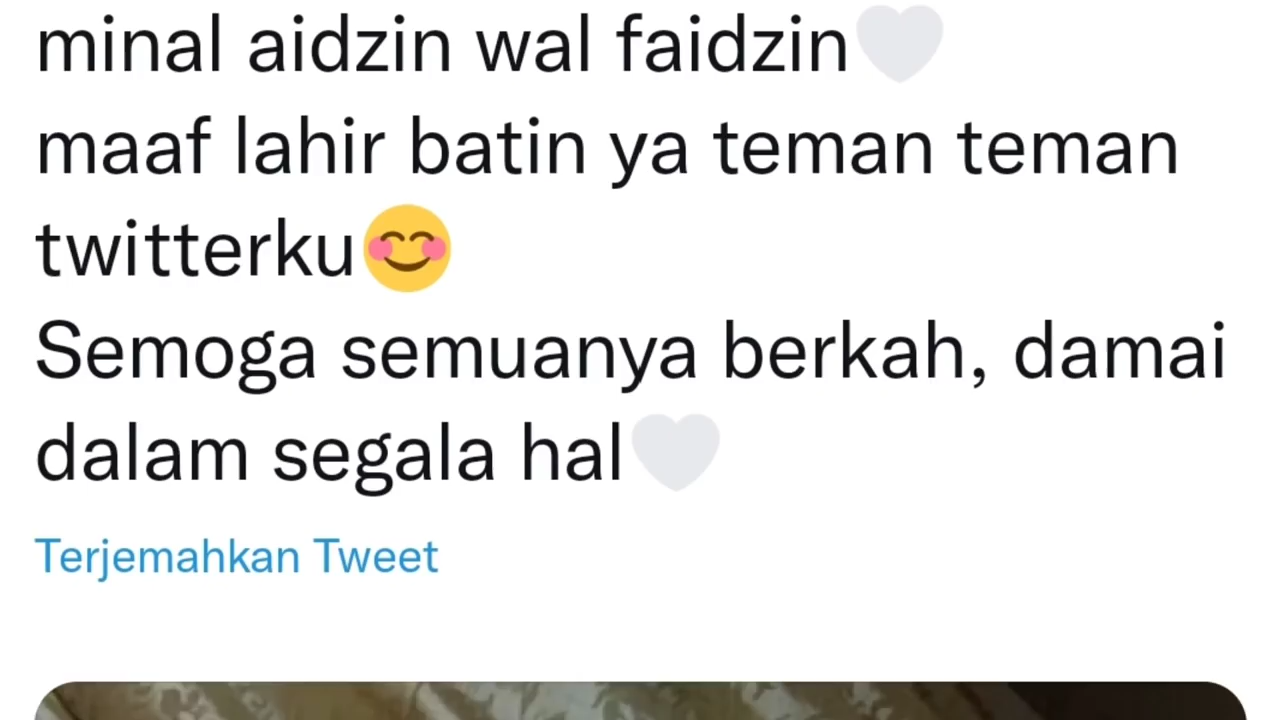 minal aidzin wal faidzin🤍
maaf lahir batin ya teman teman
twitterku😊
Semoga semuanya berkah, damai
dalam segala hal🤍
Terjemahkan Tweet